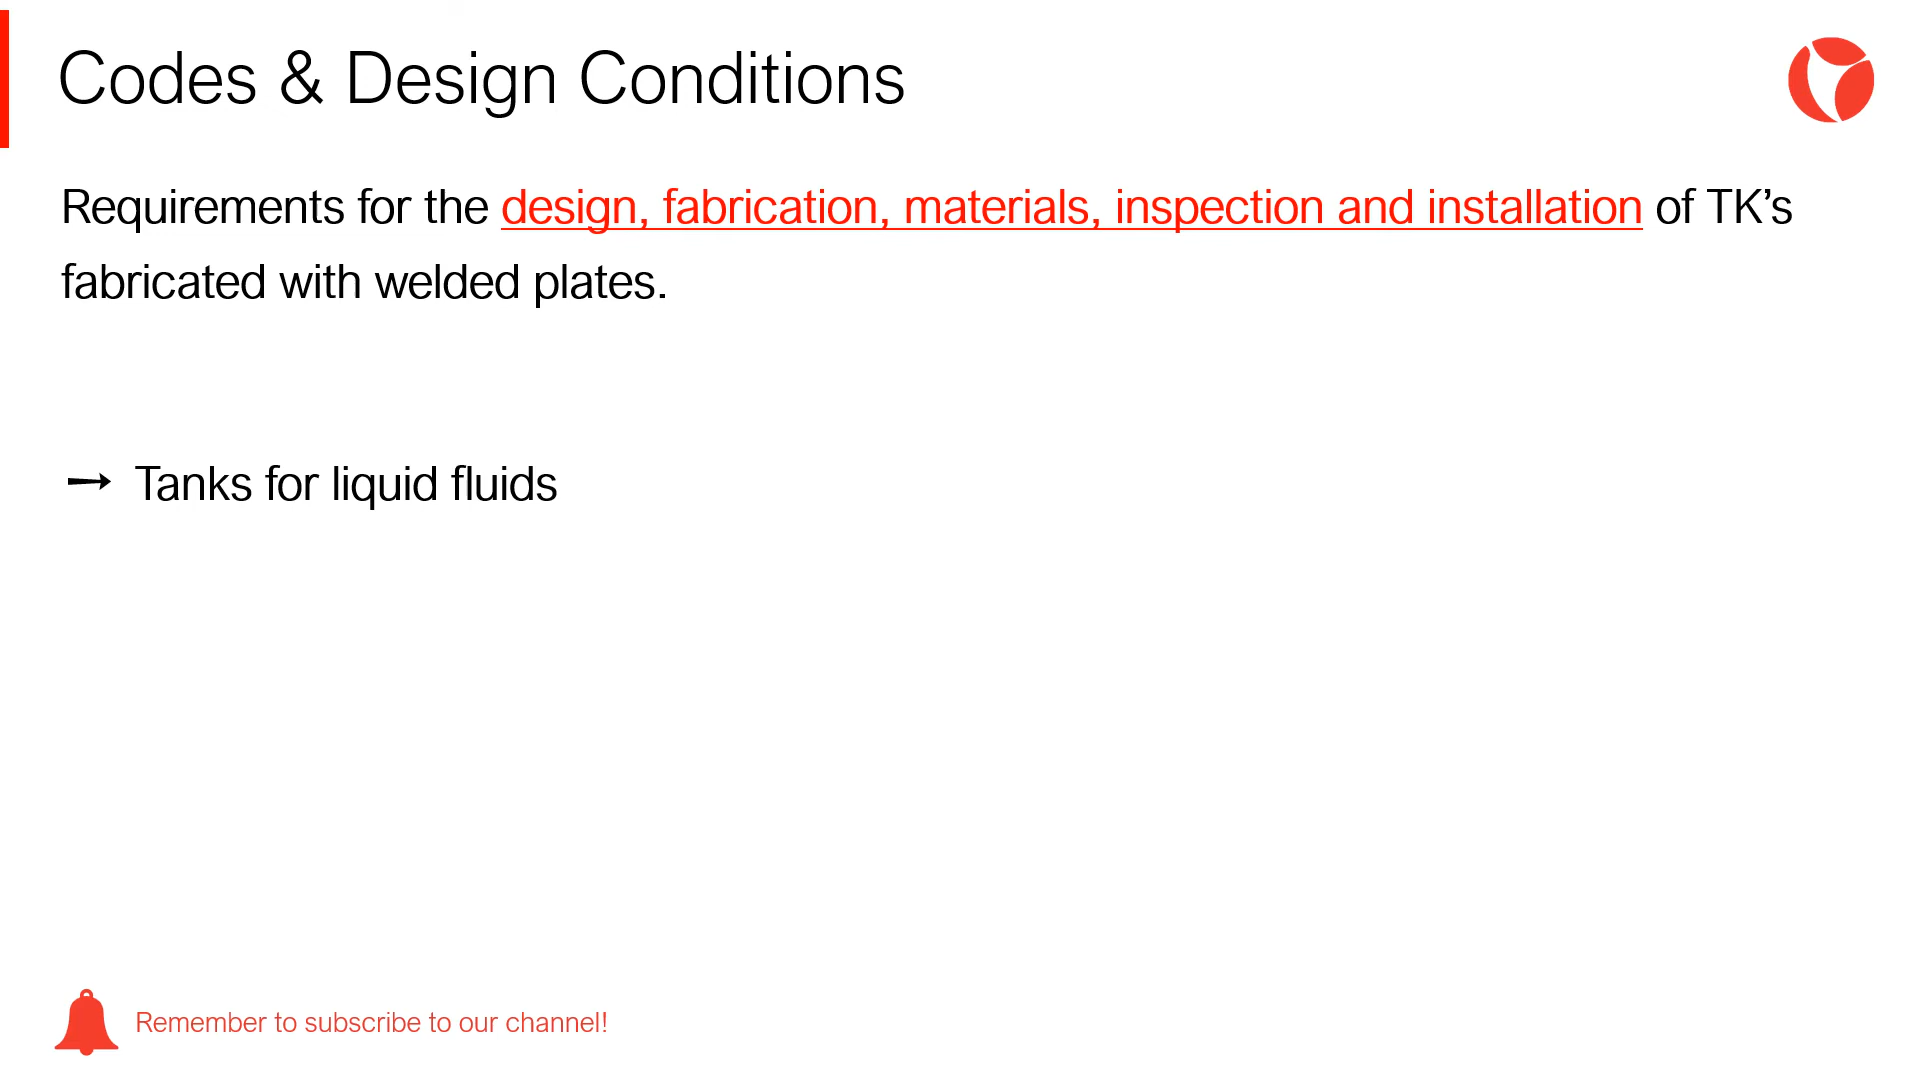 Codes & Design Conditions
Requirements for the design, fabrication, materials, inspection and installation of TK’s
fabricated with welded plates.
→ Tanks for liquid fluids
Remember to subscribe to our channel!